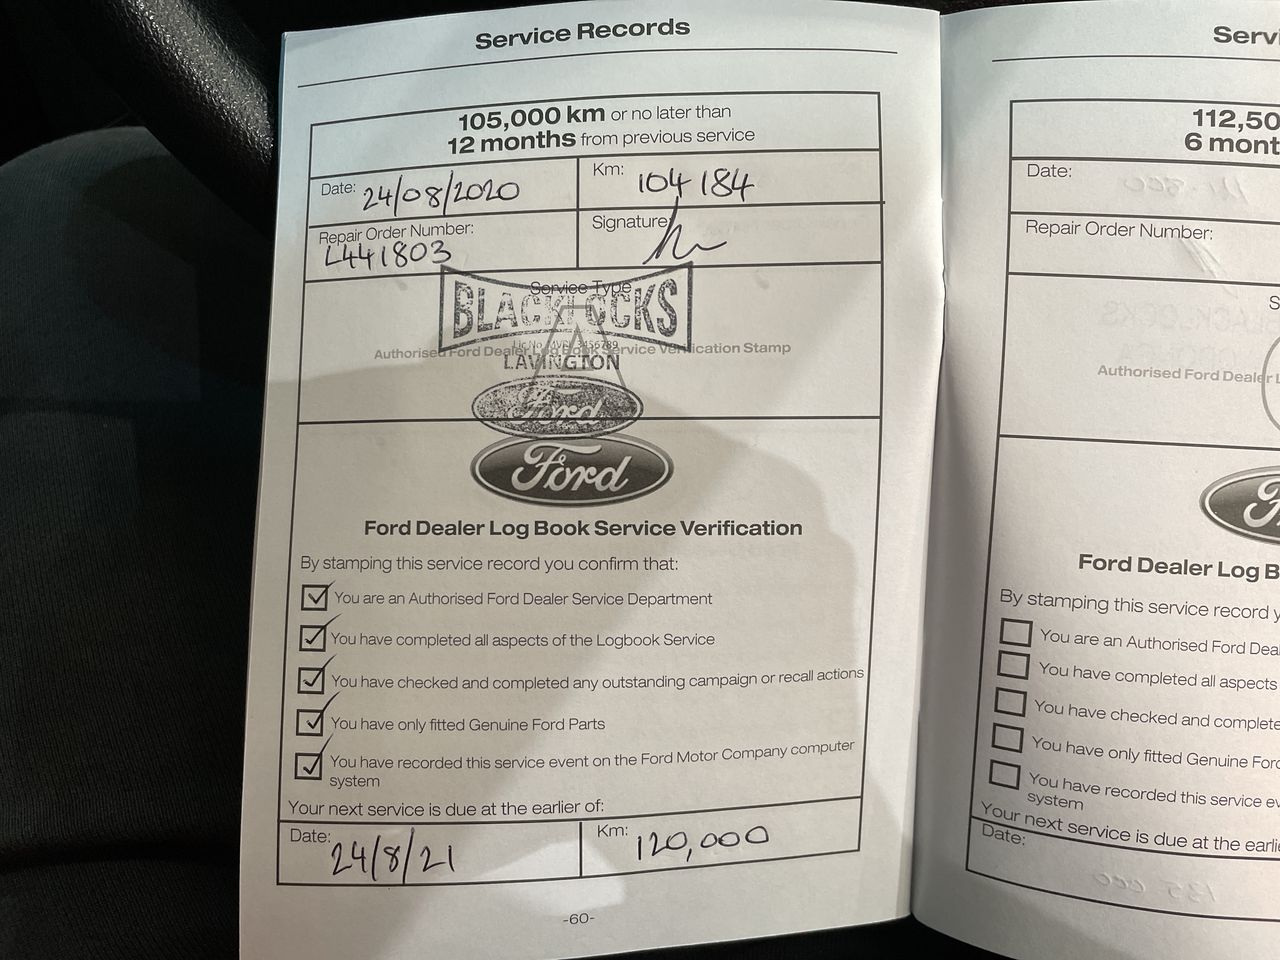 Service Records
105,000 km or no later than
12 months from previous service
Date: 24/08/2020
Km: 104 184
Repair Order Number:
L441803
Signature:
Service Type
BLACKLOCKS
Authorised Ford Dealer Log Book Service Verification Stamp
LAVINGTON
Ford
Ford
Ford Dealer Log Book Service Verification
By stamping this service record you confirm that:
You are an Authorised Ford Dealer Service Department
You have completed all aspects of the Logbook Service
You have checked and completed any outstanding campaign or recall actions
You have only fitted Genuine Ford Parts
You have recorded this service event on the Ford Motor Company computer
system
Your next service is due at the earlier of:
Date: 24/8/21
Km: 120,000
-60-
Servi
112,50
6 mont
Date:
Repair Order Number:
S
Authorised Ford Dealer L
F
Ford Dealer Log B
By stamping this service record y
You are an Authorised Ford Deal
You have completed all aspects
You have checked and complete
You have only fitted Genuine Ford
You have recorded this service ev
system
Your next service is due at the earli
Date: